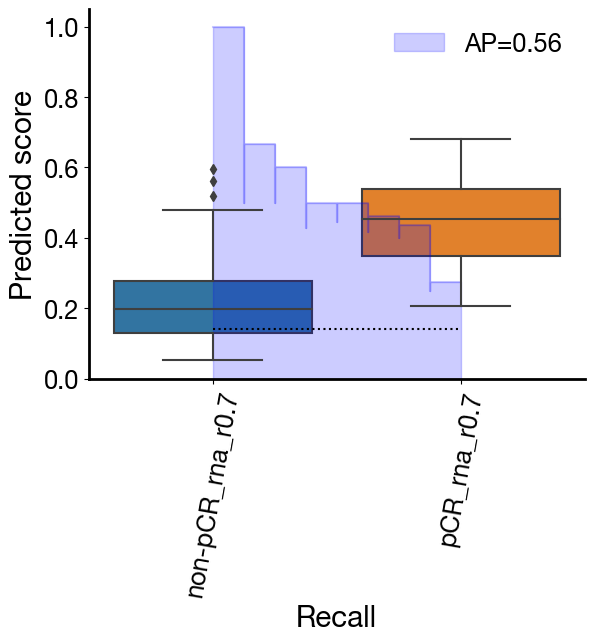 AP=0.56
Predicted score
1.0
0.8
0.6
0.4
0.2
0.0
non-pCR_rna_r0.7
pCR_rna_r0.7
Recall